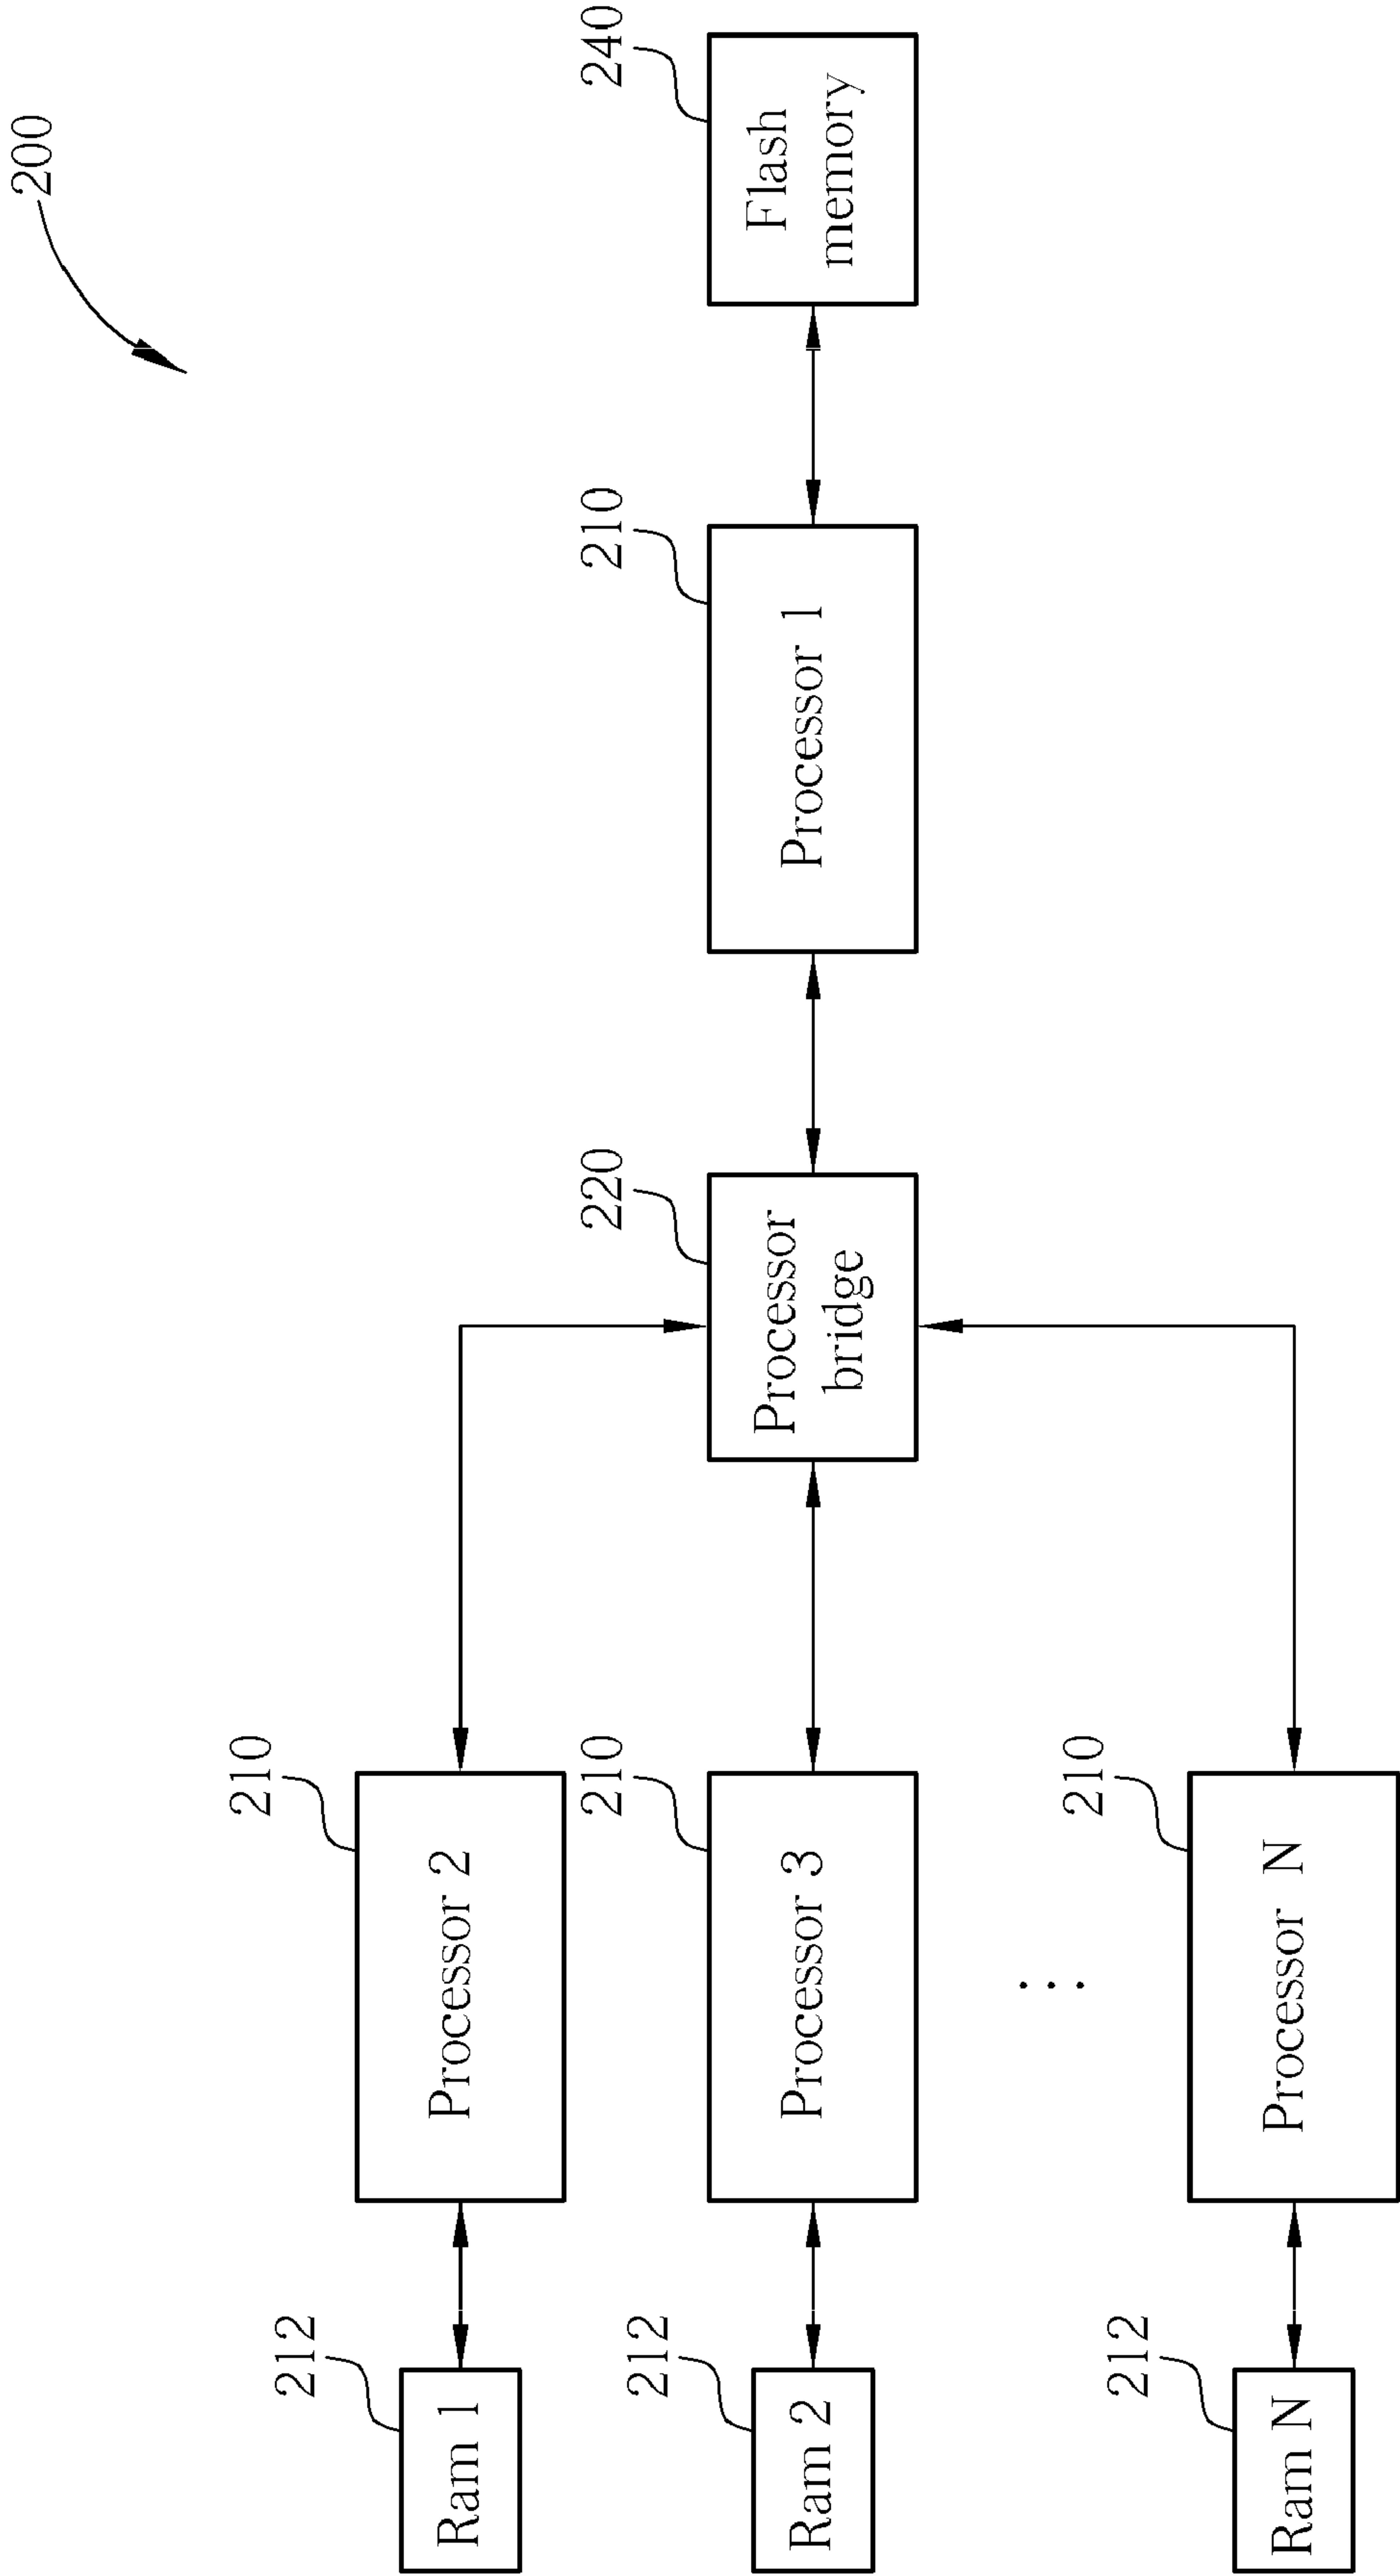 200
212
Ram 1
210
Processor 2
212
Ram 2
210
Processor 3
220
Processor
bridge
210
Processor 1
240
Flash
memory
...
212
Ram N
210
Processor N